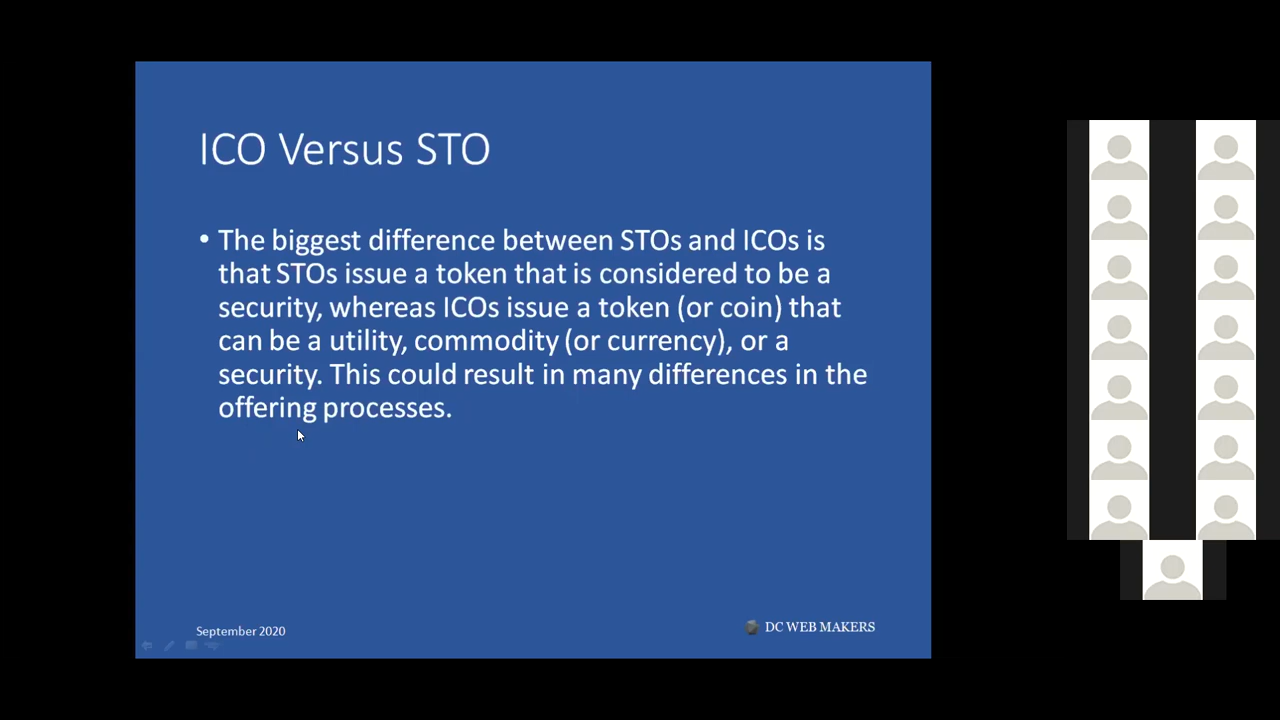 ICO Versus STO
• The biggest difference between STOs and ICOs is
that STOs issue a token that is considered to be a
security, whereas ICOs issue a token (or coin) that
can be a utility, commodity (or currency), or a
security. This could result in many differences in the
offering processes.
September 2020
DC WEB MAKERS